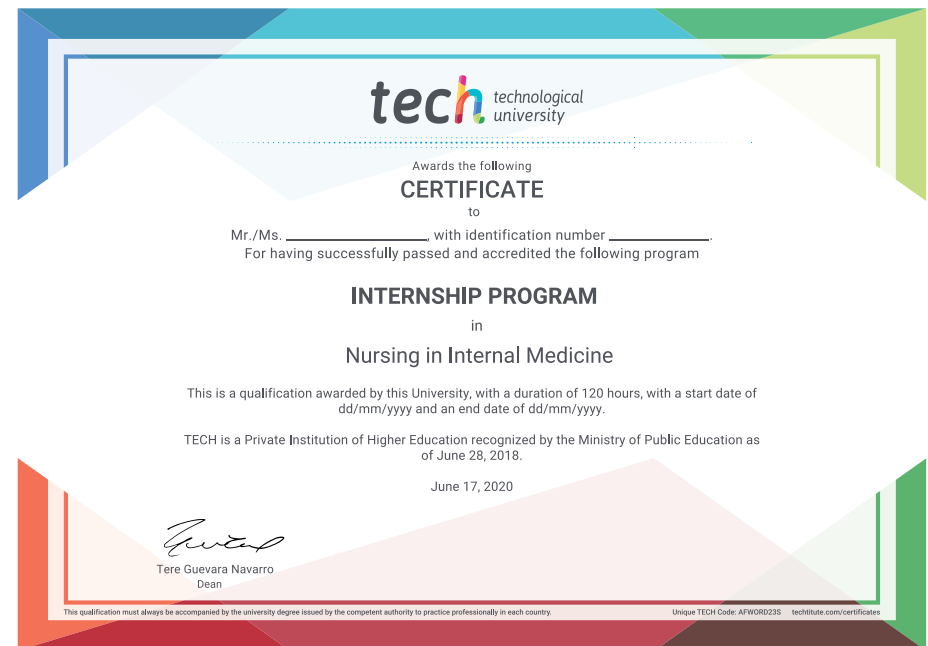 tech technological
university
Awards the following
CERTIFICATE
to
Mr./Ms. ________________, with identification number ____________.
For having successfully passed and accredited the following program
INTERNSHIP PROGRAM
in
Nursing in Internal Medicine
This is a qualification awarded by this University, with a duration of 120 hours, with a start date of
dd/mm/yyyy and an end date of dd/mm/yyyy.
TECH is a Private Institution of Higher Education recognized by the Ministry of Public Education as
of June 28, 2018.
June 17, 2020
Tere Guevara Navarro
Dean
This qualification must always be accompanied by the university degree issued by the competent authority to practice professionally in each country.
Unique TECH Code: AFWORD23S techtitute.com/certificates